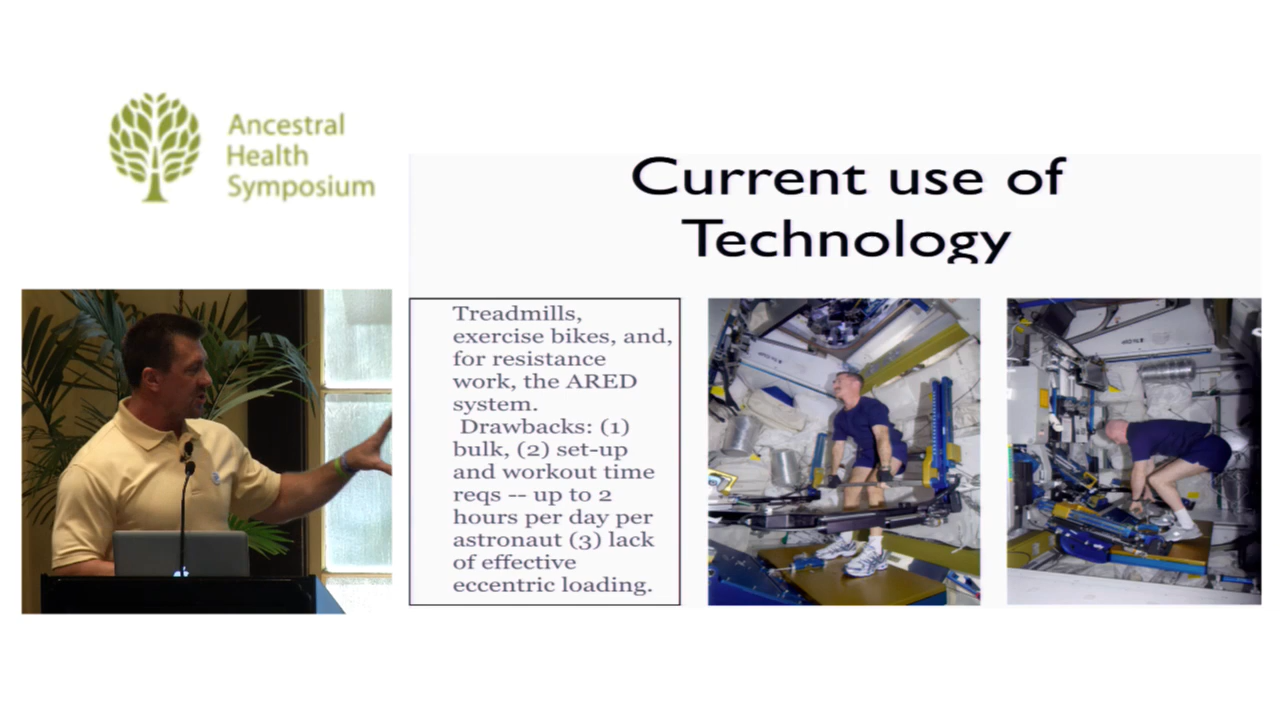 Ancestral
Health
Symposium
Current use of
Technology
Treadmills,
exercise bikes, and,
for resistance
work, the ARED
system.
Drawbacks: (1)
bulk, (2) set-up
and workout time
reqs -- up to 2
hours per day per
astronaut (3) lack
of effective
eccentric loading.